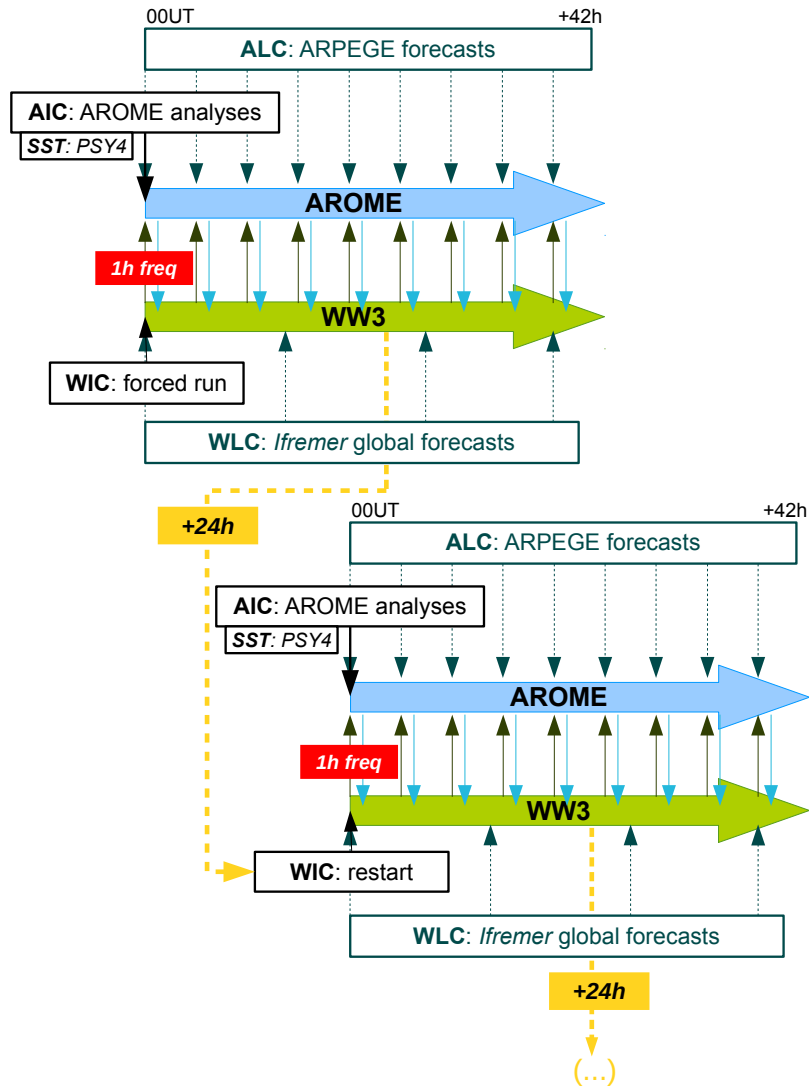 00UT
+42h
ALC: ARPEGE forecasts
AIC: AROME analyses
SST: PSY4
AROME
1h freq
WW3
WIC: forced run
WLC: Ifremer global forecasts
+24h
00UT
+42h
ALC: ARPEGE forecasts
AIC: AROME analyses
SST: PSY4
AROME
1h freq
WW3
WIC: restart
WLC: Ifremer global forecasts
+24h
(...)